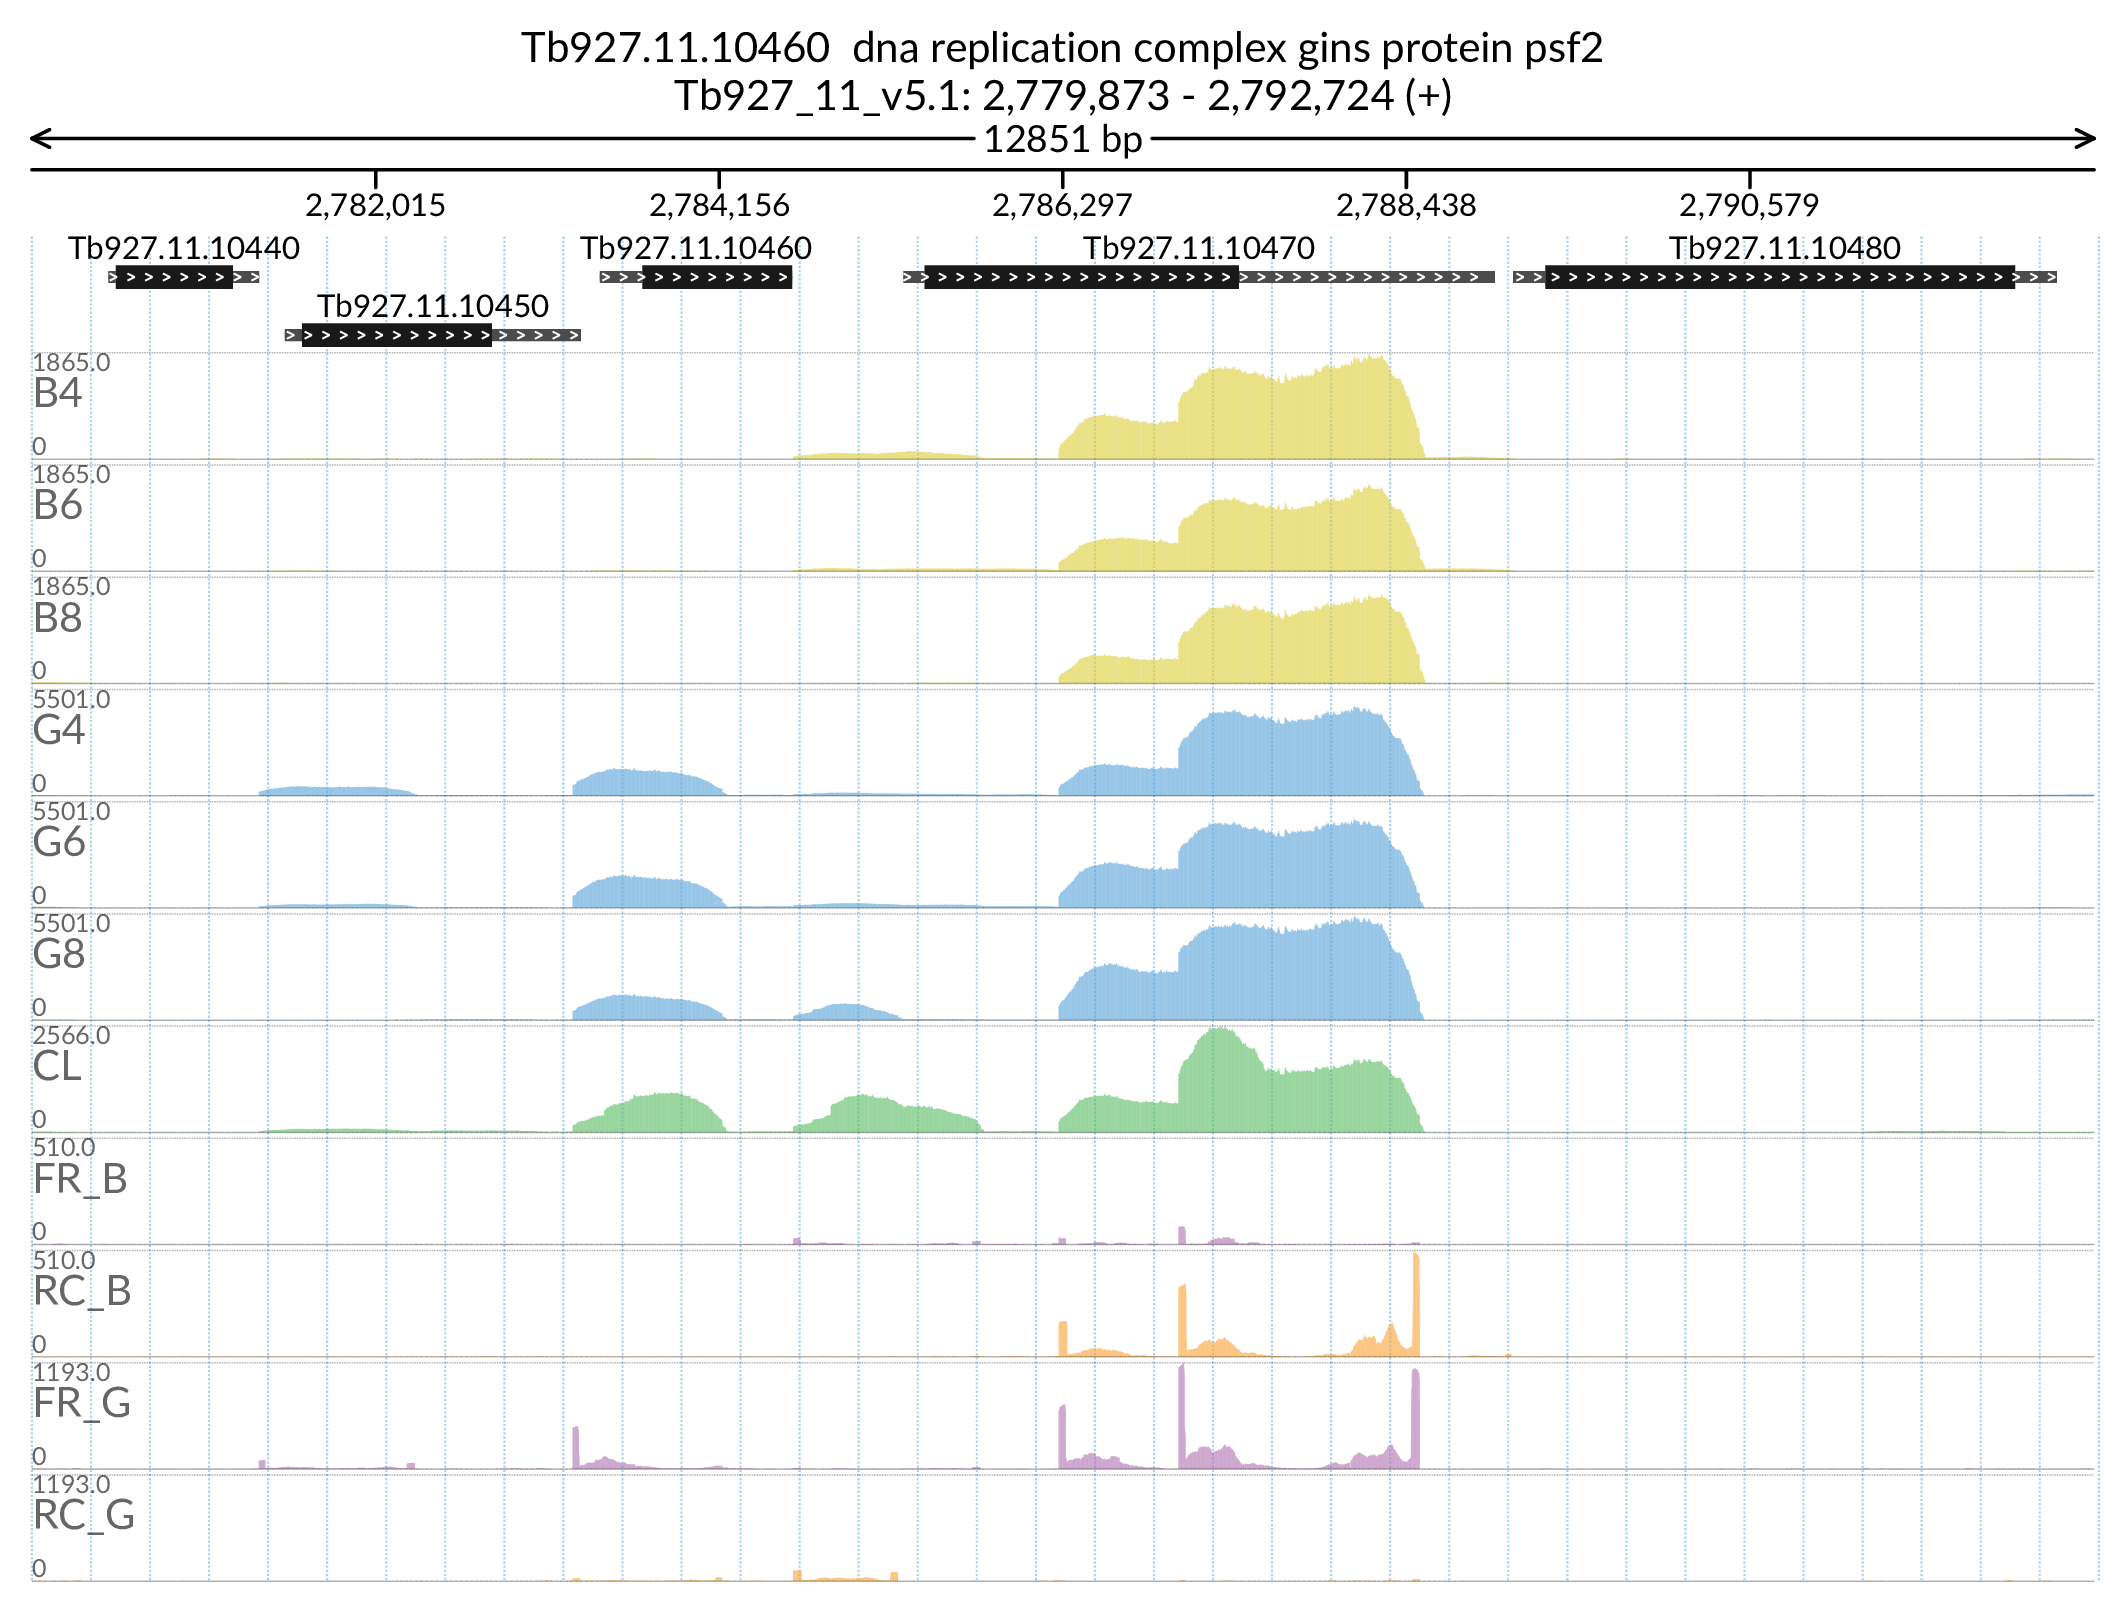 Tb927.11.10460  dna replication complex gins protein psf2
Tb927_11_v5.1: 2,779,873 - 2,792,724 (+)
12851 bp
2,782,015 2,784,156 2,786,297 2,788,438 2,790,579
Tb927.11.10440 Tb927.11.10460 Tb927.11.10470 Tb927.11.10480
Tb927.11.10450
1865.0
B4
0
1865.0
B6
0
1865.0
B8
0
5501.0
G4
0
5501.0
G6
0
5501.0
G8
0
2566.0
CL
0
510.0
FR_B
0
510.0
RC_B
0
1193.0
FR_G
0
1193.0
RC_G
0